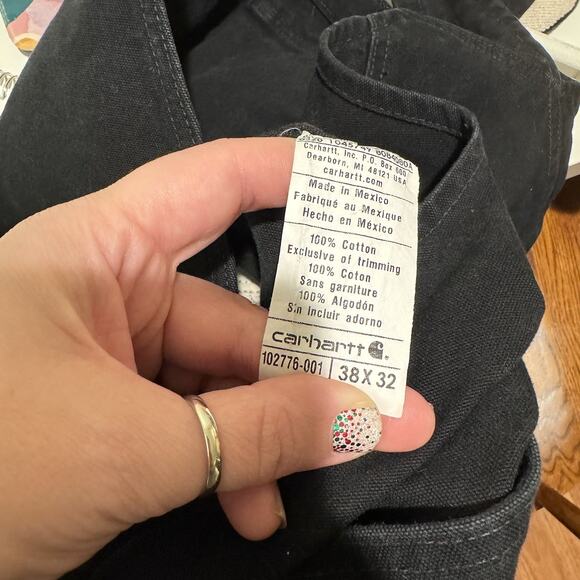 Carhartt, Inc. P.O. Box 600
Dearborn, MI 48121 USA
carhartt.com
Made in Mexico
Fabriqué au Mexique
Hecho en México
100% Cotton
Exclusive of trimming
100% Coton
Sans garniture
100% Algodón
Sin incluir adorno
carhartt
102776-001 38 X 32